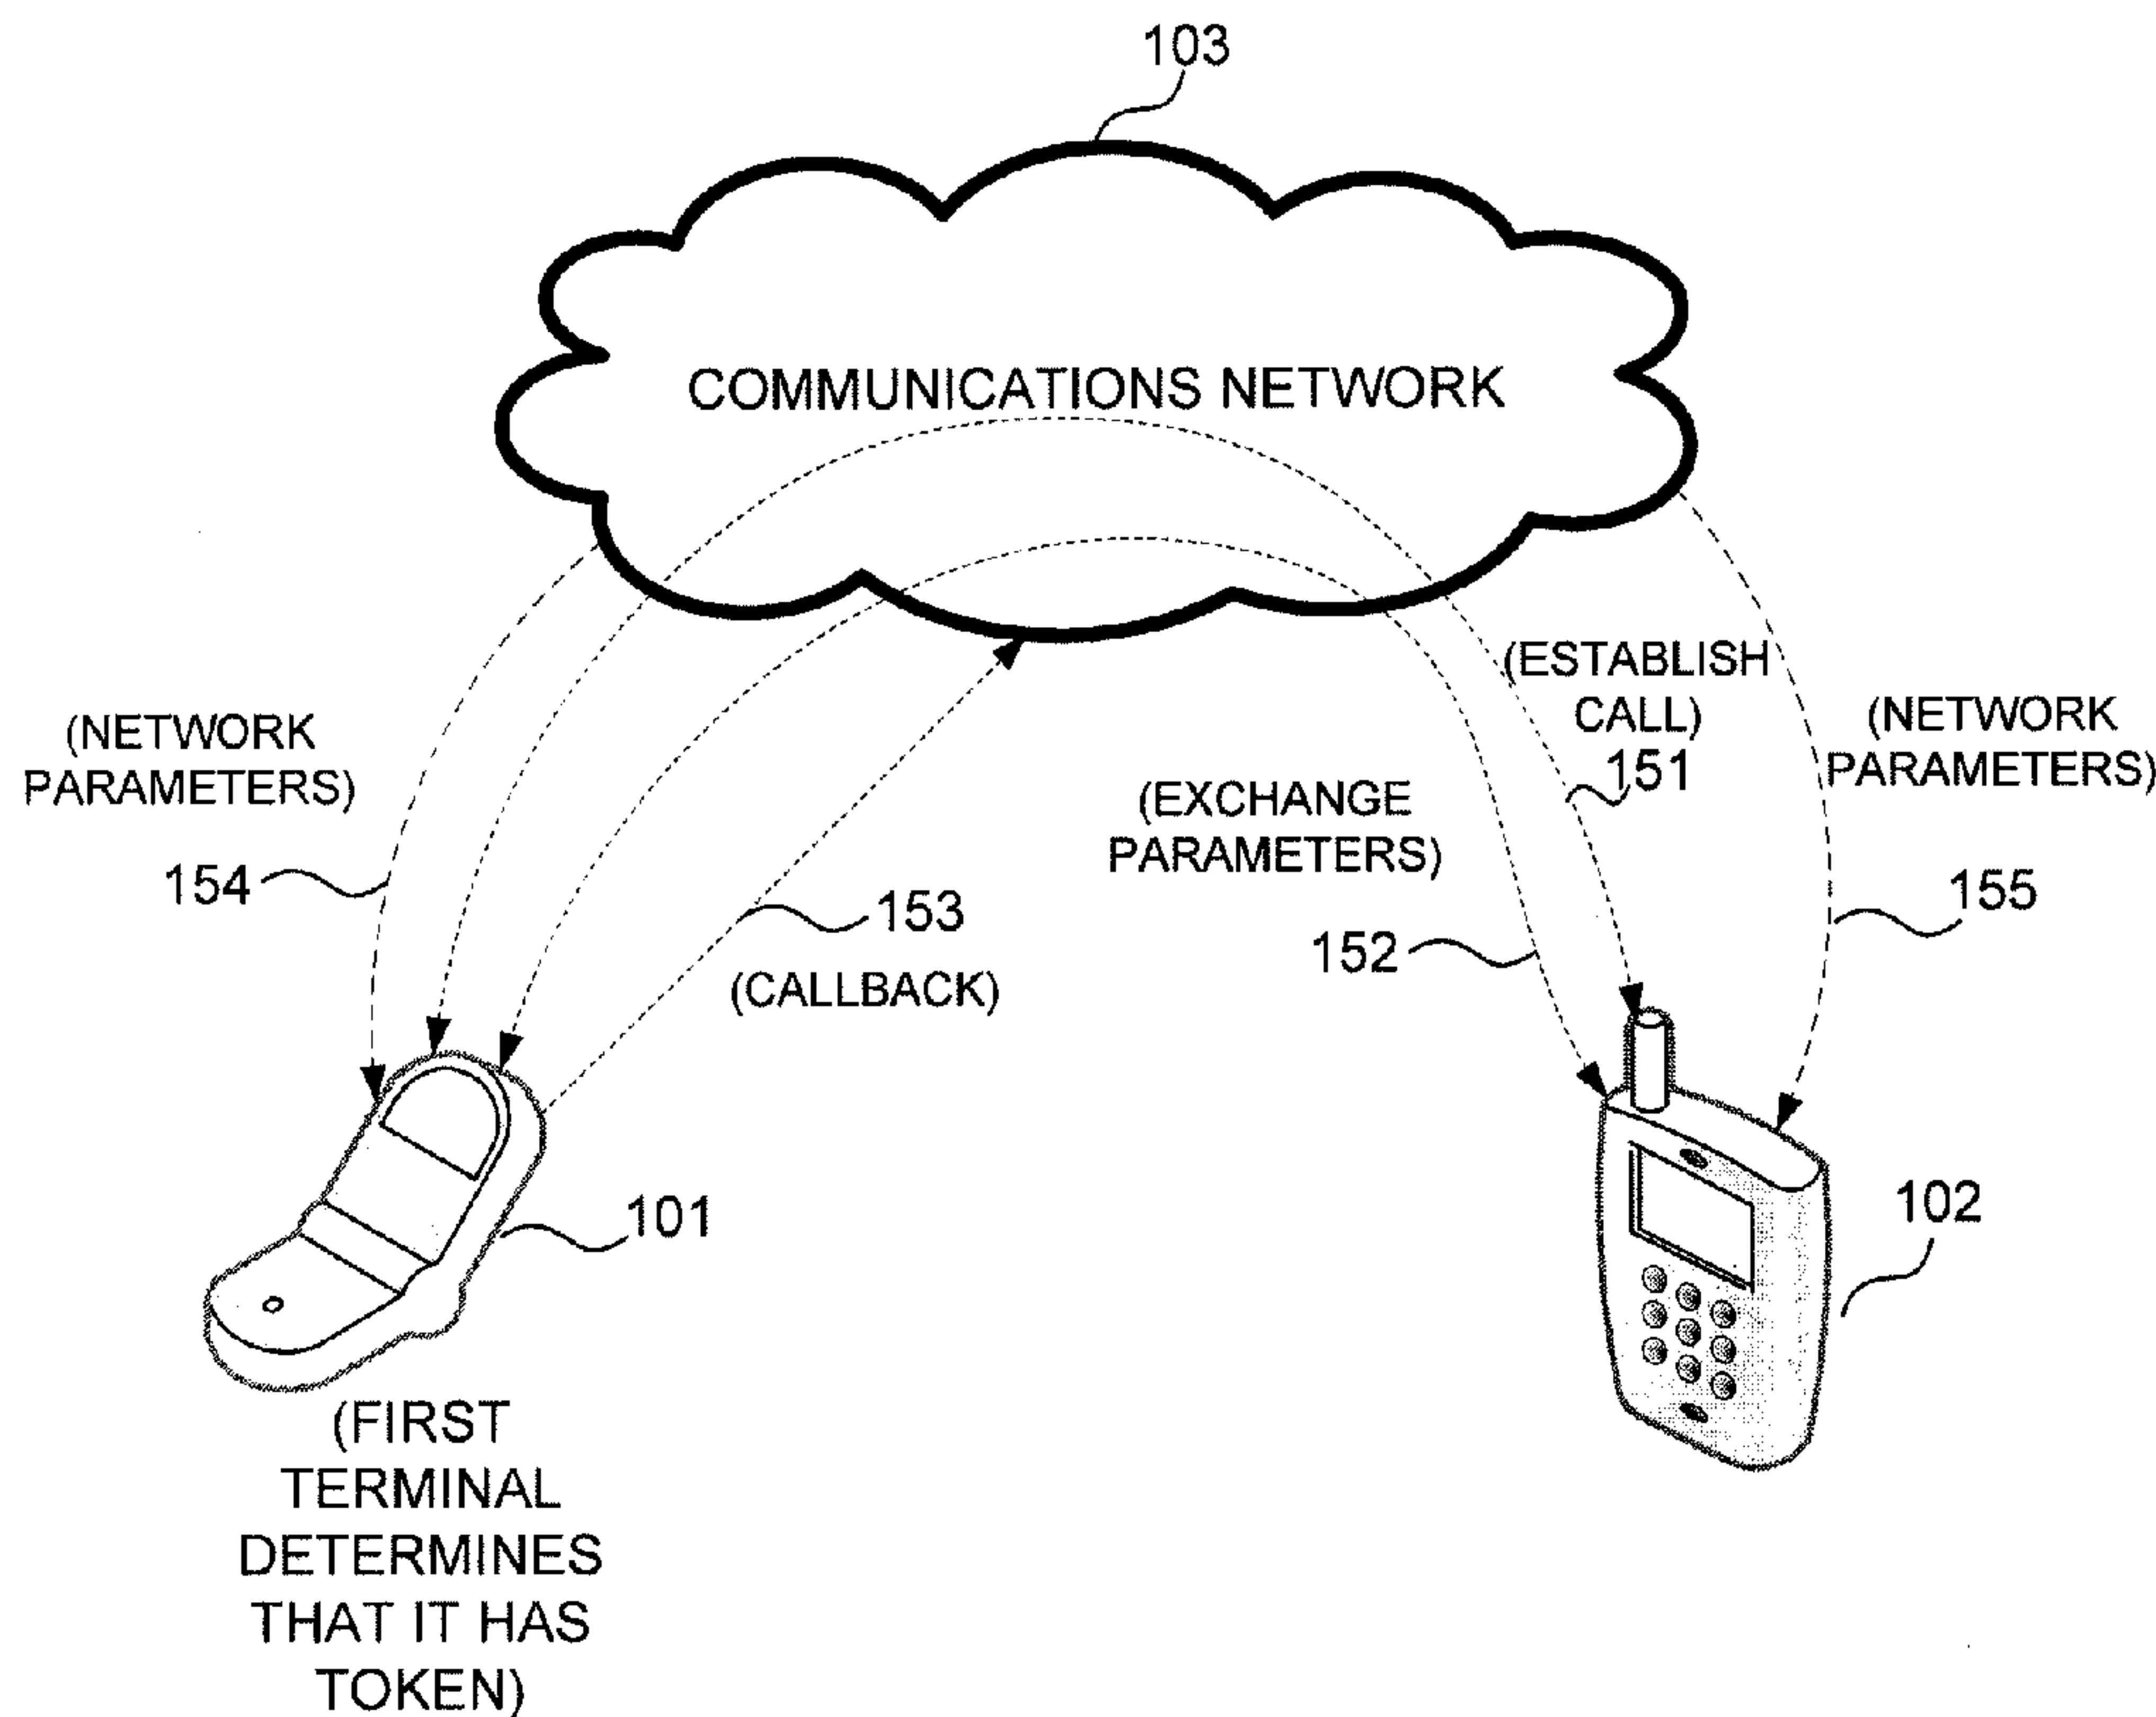 103
COMMUNICATIONS NETWORK
(ESTABLISH
CALL)
151
(NETWORK
PARAMETERS)
(NETWORK
PARAMETERS)
(EXCHANGE
PARAMETERS)
154
153
(CALLBACK)
152
155
101
102
(FIRST
TERMINAL
DETERMINES
THAT IT HAS
TOKEN)